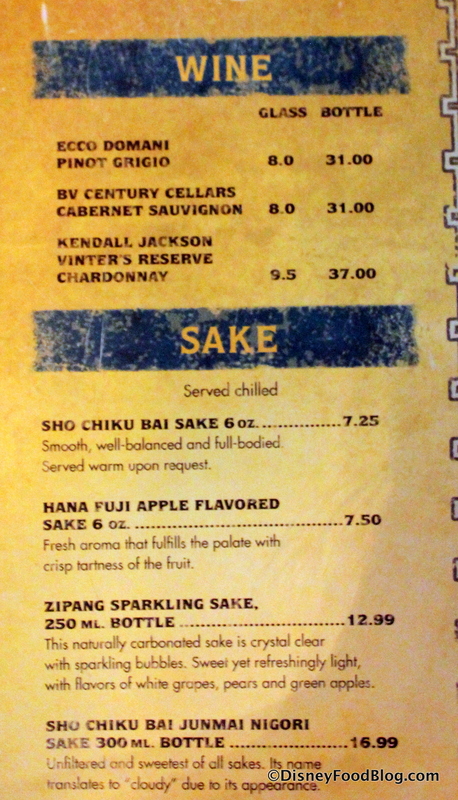 WINE
GLASS BOTTLE
ECCO DOMANI
PINOT GRIGIO 8.0 31.00
BV CENTURY CELLARS
CABERNET SAUVIGNON 8.0 31.00
KENDALL JACKSON
VINTER'S RESERVE
CHARDONNAY 9.5 37.00
SAKE
Served chilled
SHO CHIKU BAI SAKE 6 OZ. ................7.25
Smooth, well-balanced and full-bodied.
Served warm upon request.
HANA FUJI APPLE FLAVORED
SAKE 6 OZ. ........................................7.50
Fresh aroma that fulfills the palate with
crisp tartness of the fruit.
ZIPANG SPARKLING SAKE,
250 ML. BOTTLE ................................12.99
This naturally carbonated sake is crystal clear
with sparkling bubbles. Sweet yet refreshingly light,
with flavors of white grapes, pears and green apples.
SHO CHIKU BAI JUNMAI NIGORI
SAKE 300 ML. BOTTLE .......................16.99
Unfiltered and sweetest of all sakes. Its name
translates to "cloudy" due to its appearance.
©DisneyFoodBlog.com